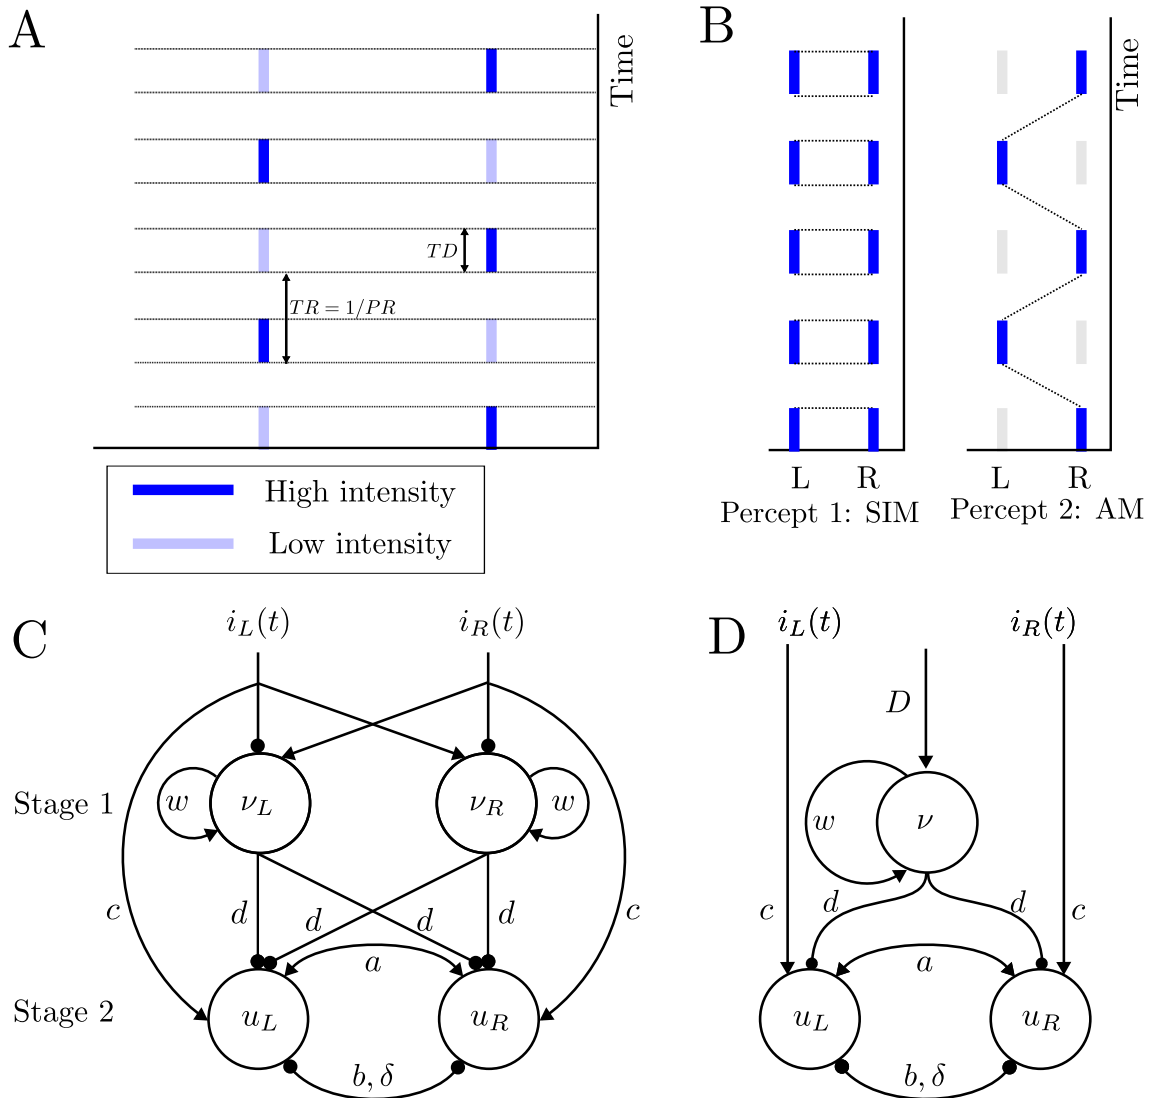 A
Time
TD
TR = 1/PR
High intensity
Low intensity
B
Time
L R
L R
Percept 1: SIM
Percept 2: AM
C
i_L(t)
i_R(t)
Stage 1
w
ν_L
ν_R
w
c
d
d
d
d
c
a
Stage 2
u_L
u_R
b, δ
D
i_L(t)
i_R(t)
D
w
ν
c
d
d
c
a
u_L
u_R
b, δ